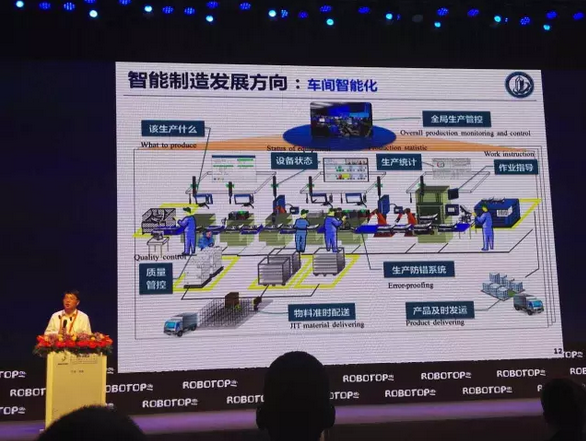 智能制造发展方向：车间智能化
该生产什么
What to produce
全局生产管控
Overall production monitoring and control
Status of
production statistic
Work instruction
设备状态
生产统计
作业指导
Quality control
质量
管控
生产防错系统
Error-proofing
物料准时配送
JIT material delivering
产品及时发运
Product delivering
12
ROBOTOP
ROBOTOP
ROBOTOP
ROBOTOP
ROBOTOP
ROBOTOP
ROBOTOP
ROBOTOP